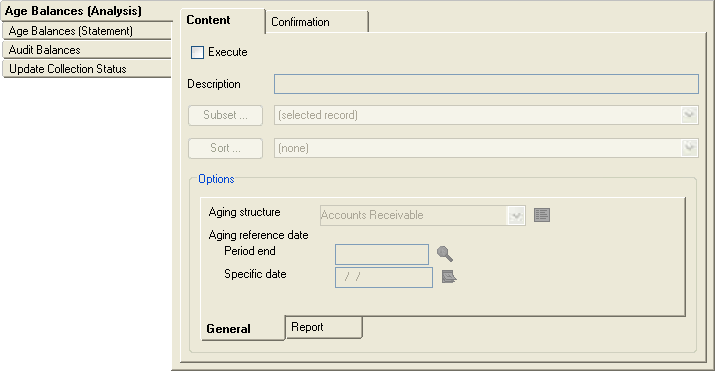 Age Balances (Analysis)
Age Balances (Statement)
Audit Balances
Update Collection Status
Content
Confirmation
Execute
Description
Subset ...
(selected record)
Sort ...
(none)
Options
Aging structure
Accounts Receivable
Aging reference date
Period end
Specific date
/ /
General
Report